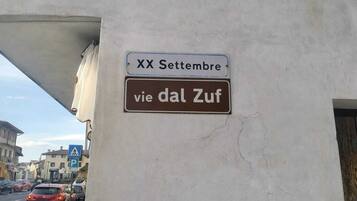 XX Settembre
vie dal Zuf
P